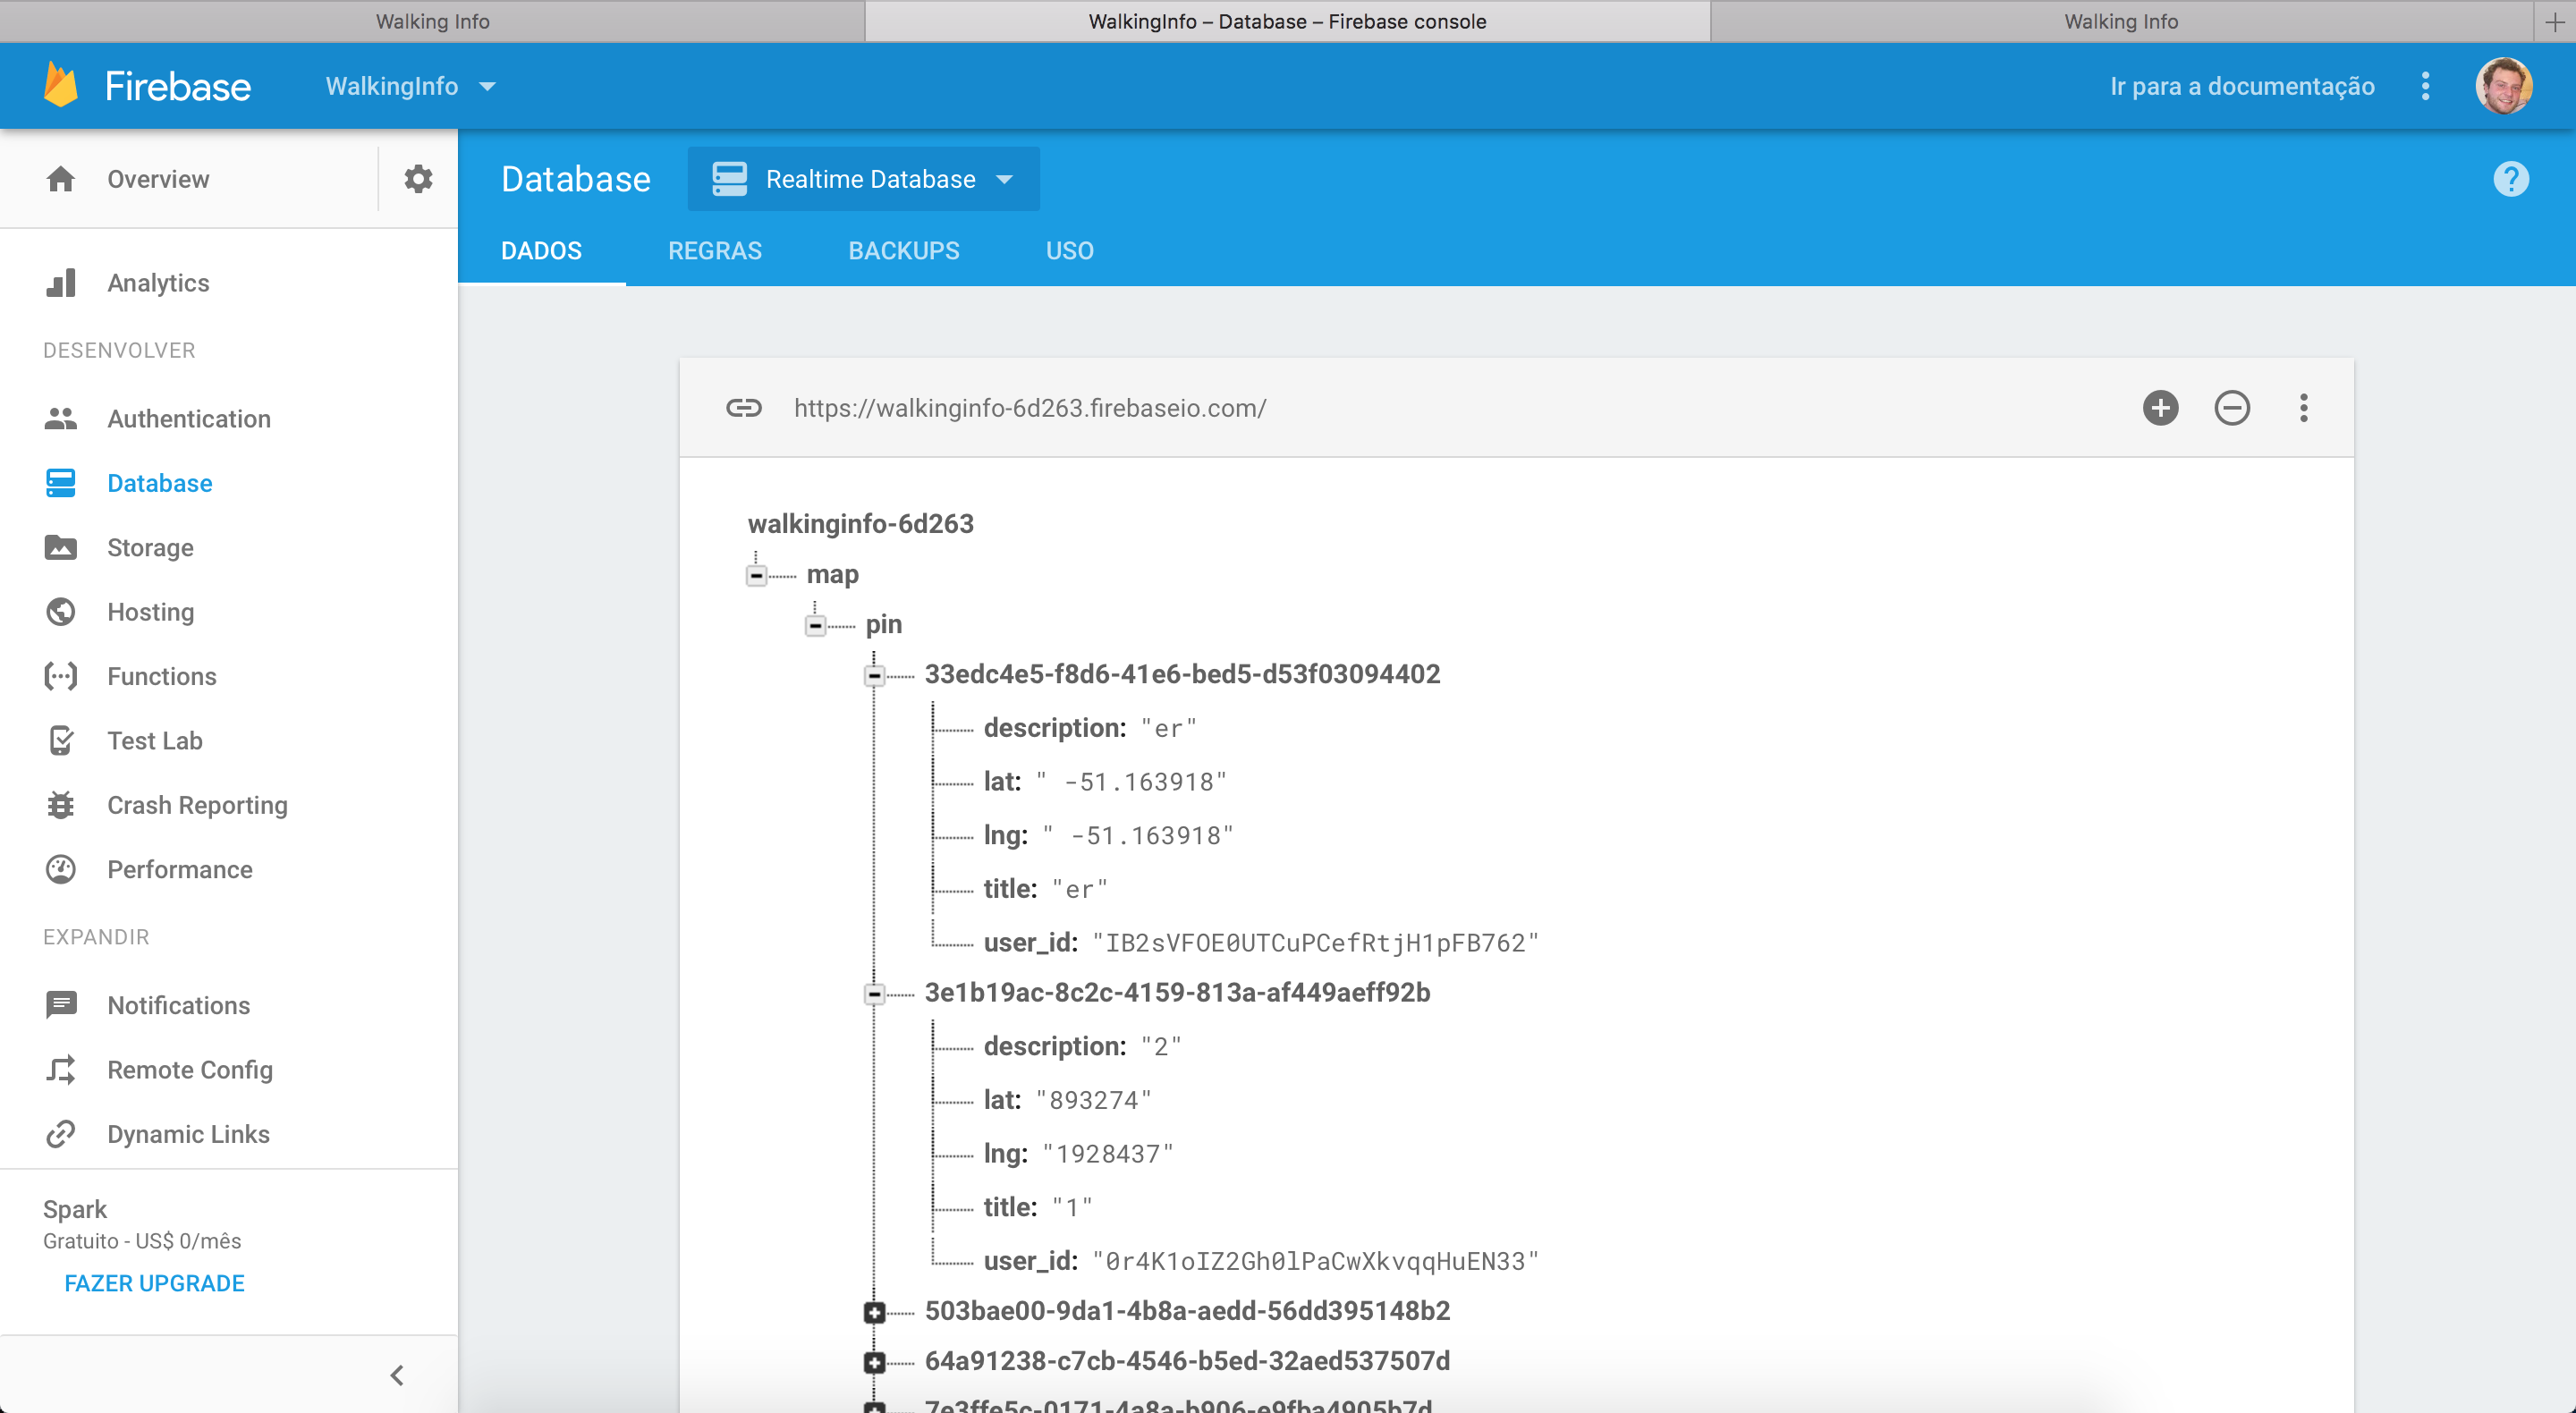 Walking Info
WalkingInfo – Database – Firebase console
Walking Info
Firebase
WalkingInfo
Ir para a documentação
Overview
Database
Realtime Database
DADOS
REGRAS
BACKUPS
USO
Analytics
DESENVOLVER
Authentication
Database
Storage
Hosting
Functions
Test Lab
Crash Reporting
Performance
EXPANDIR
Notifications
Remote Config
Dynamic Links
Spark
Gratuito - US$ 0/mês
FAZER UPGRADE
https://walkinginfo-6d263.firebaseio.com/
walkinginfo-6d263
map
pin
33edc4e5-f8d6-41e6-bed5-d53f03094402
description: "er"
lat: " -51.163918"
lng: " -51.163918"
title: "er"
user_id: "IB2sVFOE0UTCuPCefRtjH1pFB762"
3e1b19ac-8c2c-4159-813a-af449aeff92b
description: "2"
lat: "893274"
lng: "1928437"
title: "1"
user_id: "0r4K1oIZ2Gh0lPaCwXkvqqHuEN33"
503bae00-9da1-4b8a-aedd-56dd395148b2
64a91238-c7cb-4546-b5ed-32aed537507d
7e3ffe5c-0171-4a8a-b906-e9fba4905b7d